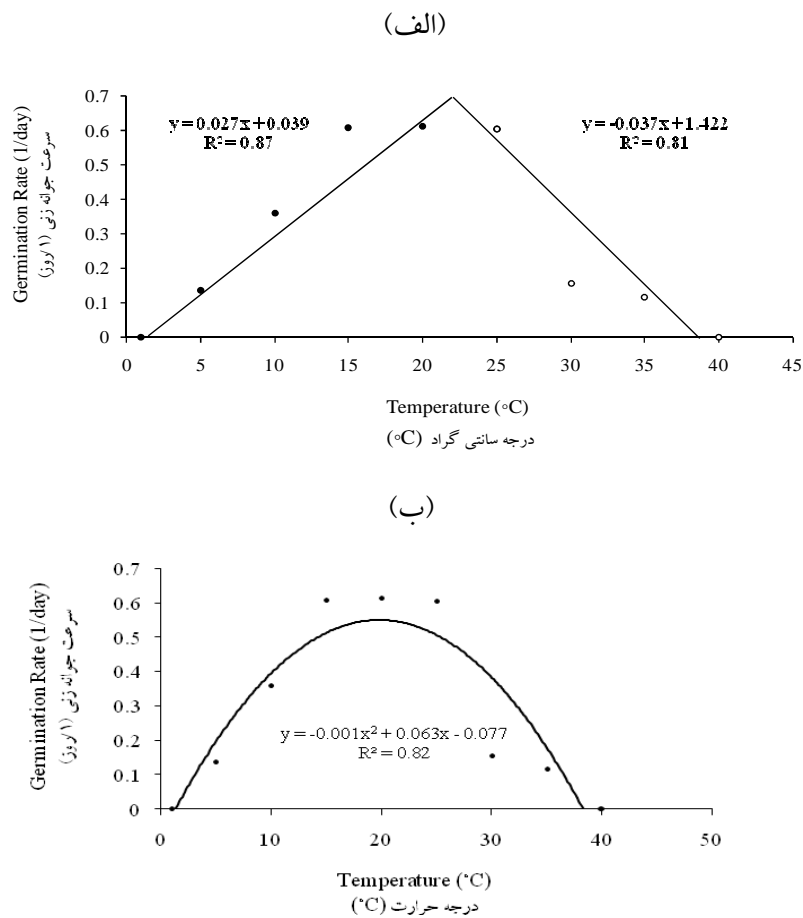 (الف)
Germination Rate (1/day)
سرعت جوانه زنی (۱/روز)
0.7
0.6
0.5
0.4
0.3
0.2
0.1
0
y = 0.027x + 0.039
R² = 0.87
y = -0.037x + 1.422
R² = 0.81
0 5 10 15 20 25 30 35 40 45
Temperature (°C)
درجه سانتی گراد (°C)
(ب)
Germination Rate (1/day)
سرعت جوانه زنی (۱/روز)
0.7
0.6
0.5
0.4
0.3
0.2
0.1
0
y = -0.001x² + 0.063x - 0.077
R² = 0.82
0 10 20 30 40 50
Temperature (°C)
درجه حرارت (°C)